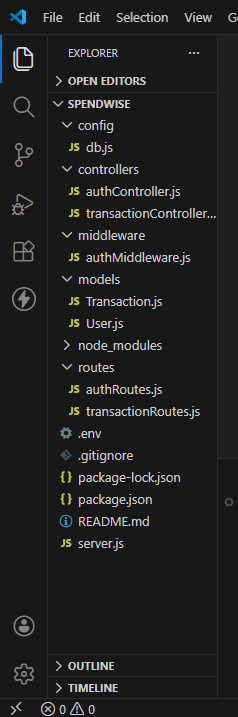 File Edit Selection View
EXPLORER ...
OPEN EDITORS
SPENDWISE
config
JS db.js
controllers
JS authController.js
JS transactionController...
middleware
JS authMiddleware.js
models
JS Transaction.js
JS User.js
node_modules
routes
JS authRoutes.js
JS transactionRoutes.js
.env
.gitignore
{} package-lock.json
{} package.json
README.md
JS server.js
OUTLINE
TIMELINE
0 0